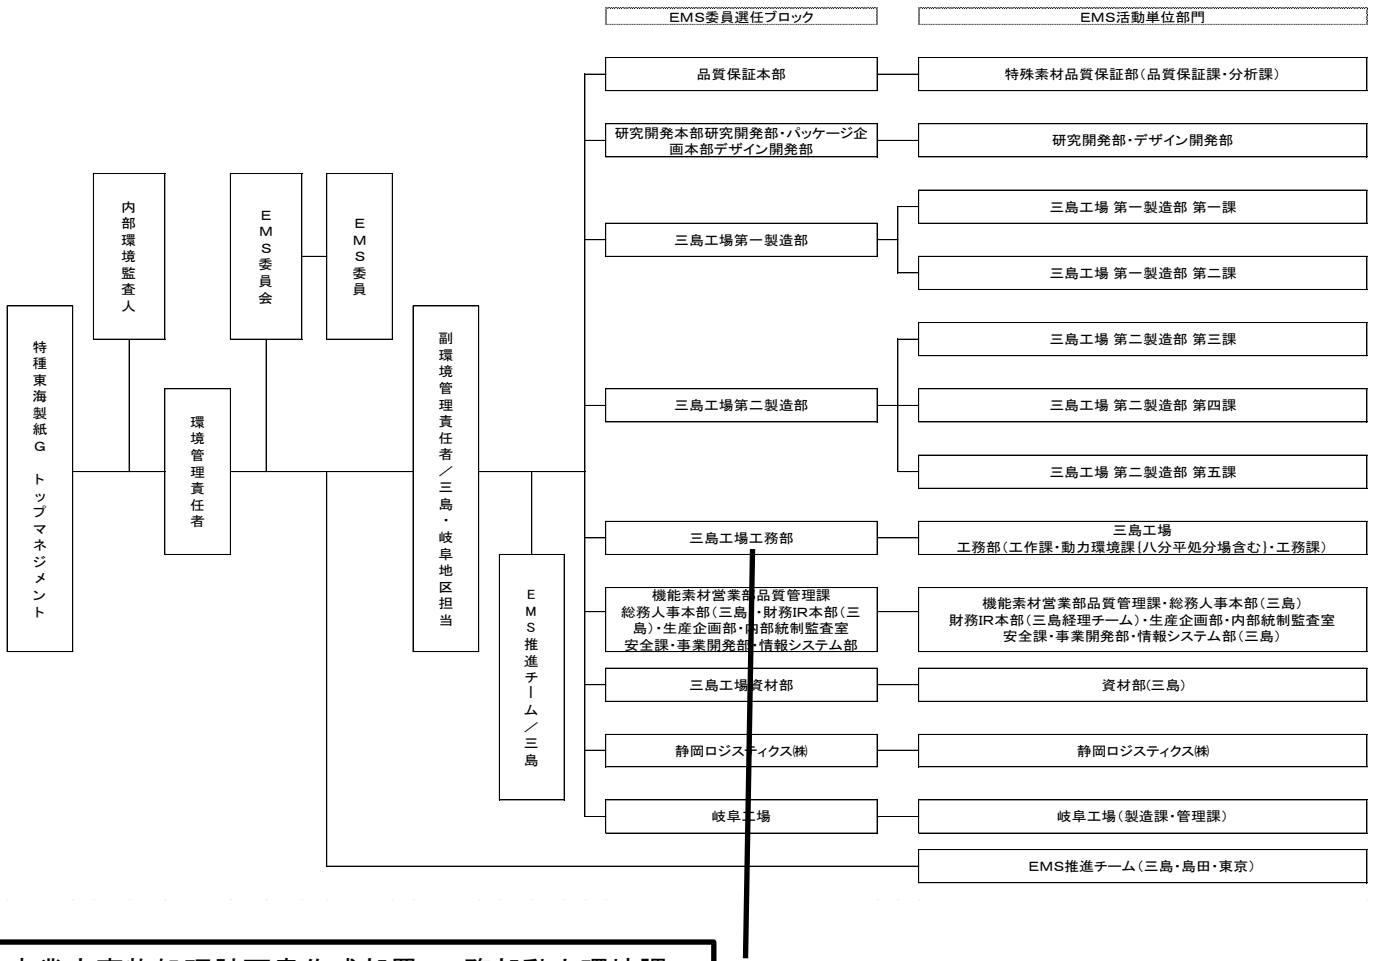 EMS委員選任ブロック
EMS活動単位部門
品質保証本部
特殊素材品質保証部(品質保証課・分析課)
研究開発本部研究開発部・パッケージ企
画本部デザイン開発部
研究開発部・デザイン開発部
内部環境監査人
EMS委員会
EMS委員
三島工場第一製造部
三島工場 第一製造部 第一課
三島工場 第一製造部 第二課
特種東海製紙G トップマネジメント
環境管理責任者
副環境管理責任者/三島・岐阜地区担当
三島工場第二製造部
三島工場 第二製造部 第三課
三島工場 第二製造部 第四課
三島工場 第二製造部 第五課
EMS推進チーム/三島
三島工場工務部
三島工場
工務部(工作課・動力環境課{八分平処分場含む}・工務課)
機能素材営業部品質管理課
総務人事本部(三島)・財務IR本部(三
島)・生産企画部・内部統制監査室
安全課・事業開発部・情報システム部
機能素材営業部品質管理課・総務人事本部(三島)
財務IR本部(三島経理チーム)・生産企画部・内部統制監査室
安全課・事業開発部・情報システム部(三島)
三島工場資材部
資材部(三島)
静岡ロジスティクス㈱
静岡ロジスティクス㈱
岐阜工場
岐阜工場(製造課・管理課)
EMS推進チーム(三島・島田・東京)